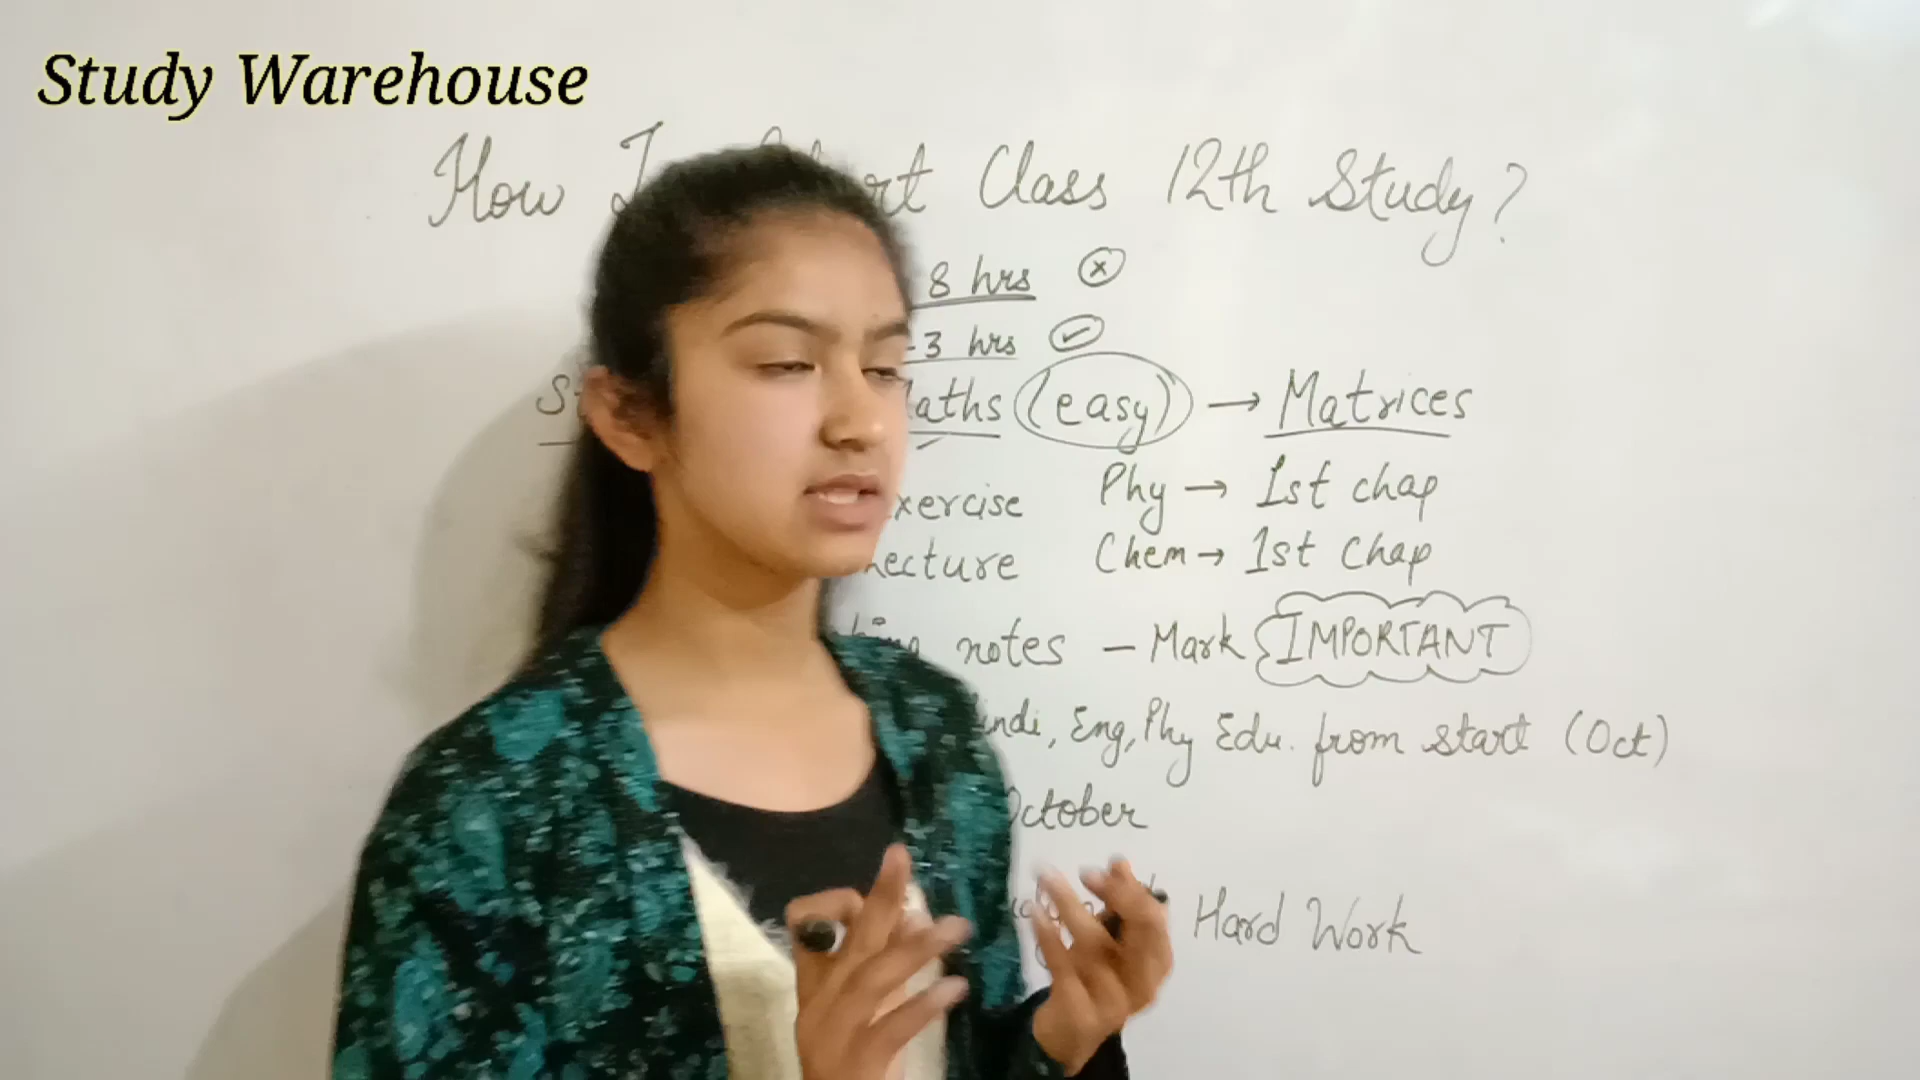 Study Warehouse
How To Start Class 12th Study?
8 hrs
-3 hrs
Maths (easy) → Matrices
Exercise Phy → 1st chap
Lecture Chem → 1st Chap
notes - Mark IMPORTANT
Hindi, Eng, Phy Edu. from start (Oct)
October
Hard Work